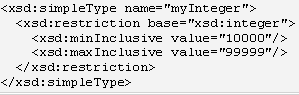 <xsd:simpleType name="myInteger">
<xsd:restriction base="xsd:integer">
<xsd:minInclusive value="10000"/>
<xsd:maxInclusive value="99999"/>
</xsd:restriction>
</xsd:simpleType>